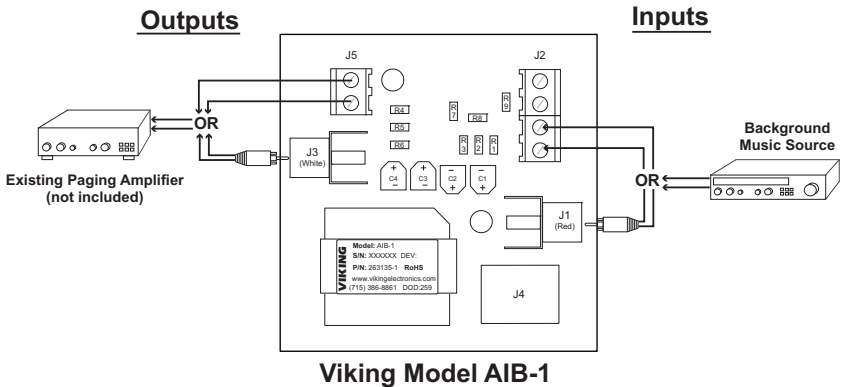 Outputs
Inputs
J5
J2
R4
R5
R6
R7
R8
R9
R3
R2
R1
OR
J3
(White)
+
C4
−
+
C3
−
−
C2
+
−
C1
+
Existing Paging Amplifier
(not included)
Background
Music Source
OR
J1
(Red)
VIKING
Model: AIB-1
S/N: XXXXXX DEV:
P/N: 263135-1 RoHS
www.vikingelectronics.com
(715) 386-8861 DOD:259
J4
Viking Model AIB-1